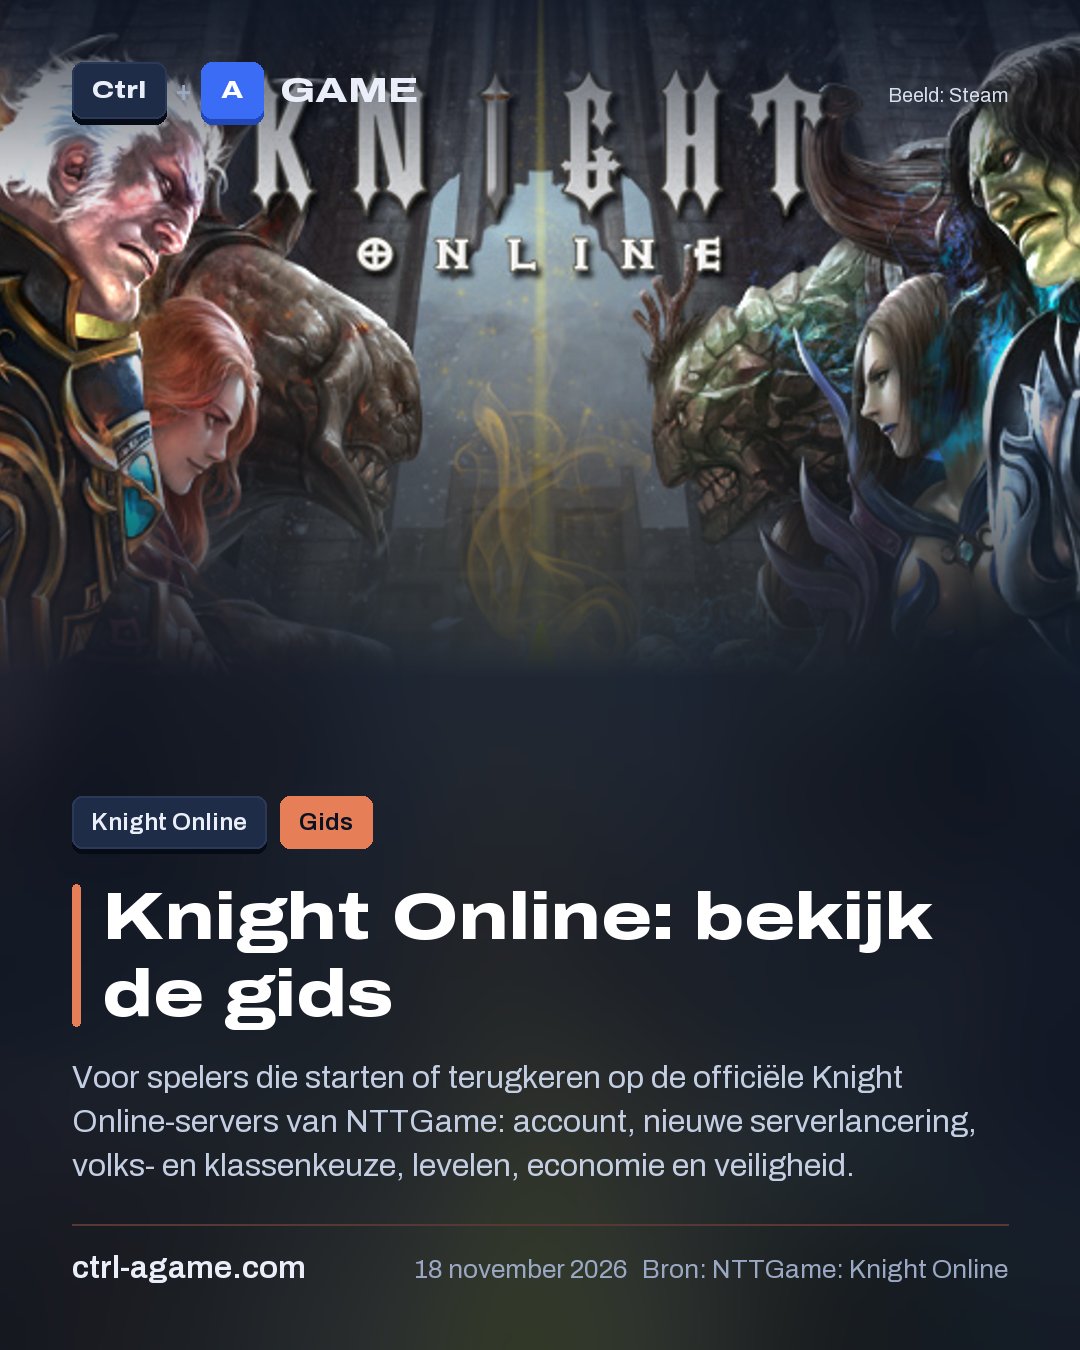 Ctrl + A GAME
Beeld: Steam
KNIGHT
ONLINE
Knight Online
Gids
Knight Online: bekijk
de gids
Voor spelers die starten of terugkeren op de officiële Knight
Online-servers van NTTGame: account, nieuwe serverlancering,
volks- en klassenkeuze, levelen, economie en veiligheid.
ctrl-agame.com
18 november 2026 Bron: NTTGame: Knight Online